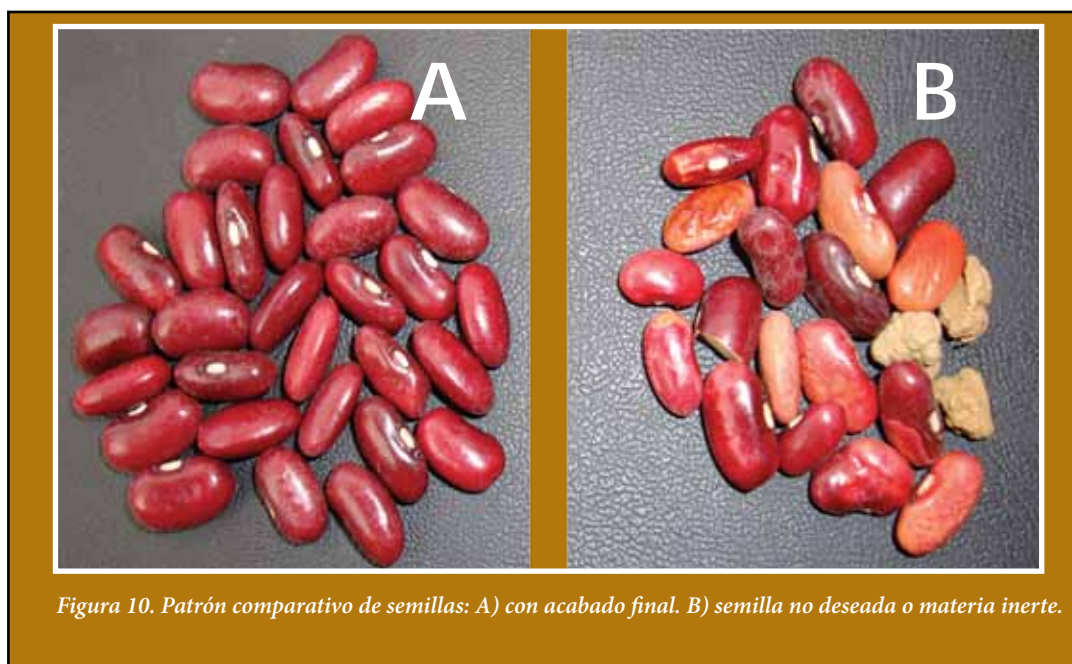 A
B
Figura 10. Patrón comparativo de semillas: A) con acabado final. B) semilla no deseada o materia inerte.